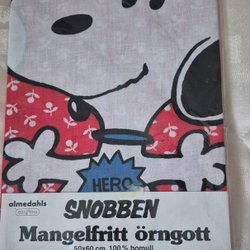 HERO
almedahls
SNOBBEN
Mangelfritt örngott
50x60 cm, 100% bomull